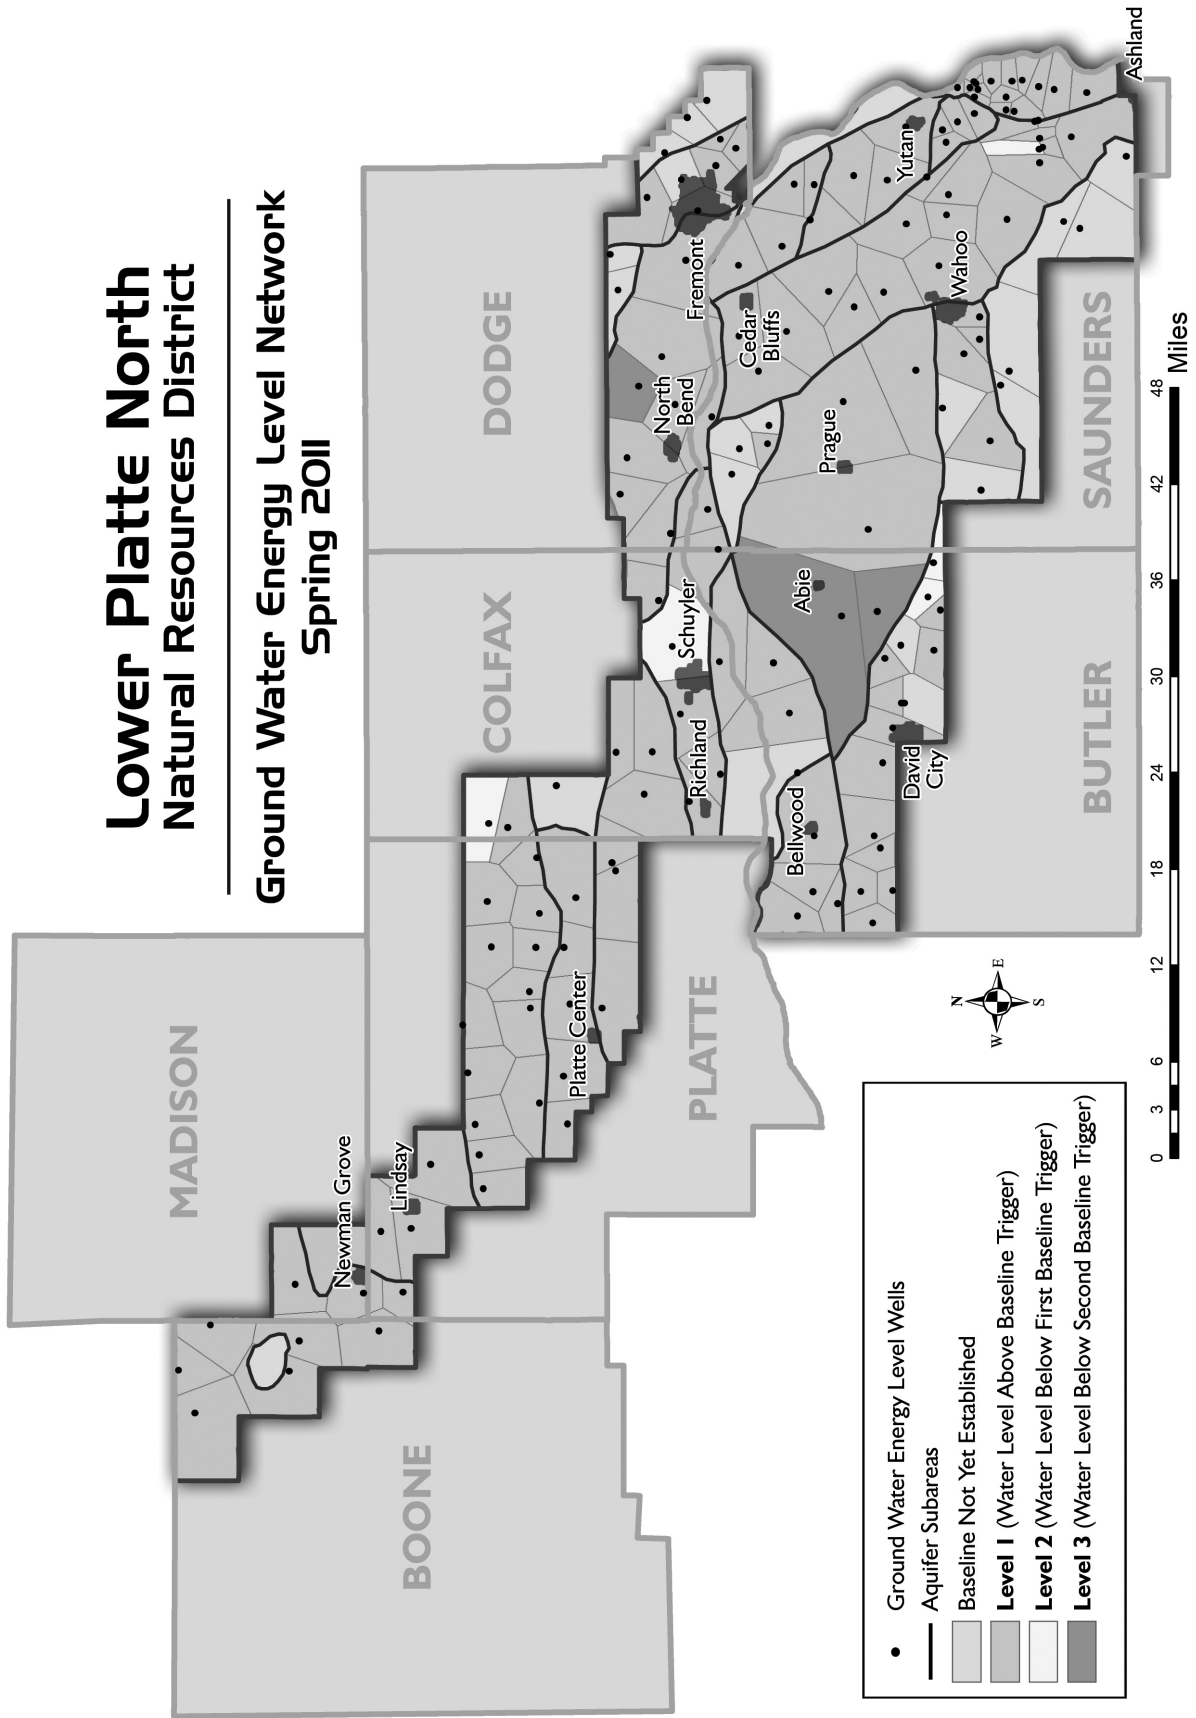 Lower Platte North
Natural Resources District
Ground Water Energy Level Network
Spring 2011
MADISON
BOONE
PLATTE
COLFAX
DODGE
BUTLER
SAUNDERS
Newman Grove
Lindsay
Platte Center
Richland
Schuyler
North
Bend
Fremont
Cedar
Bluffs
Bellwood
David
City
Abie
Prague
Wahoo
Yutan
Ashland
N
W
E
S
Ground Water Energy Level Wells
Aquifer Subareas
Baseline Not Yet Established
Level 1 (Water Level Above Baseline Trigger)
Level 2 (Water Level Below First Baseline Trigger)
Level 3 (Water Level Below Second Baseline Trigger)
0 3 6 12 18 24 30 36 42 48
Miles